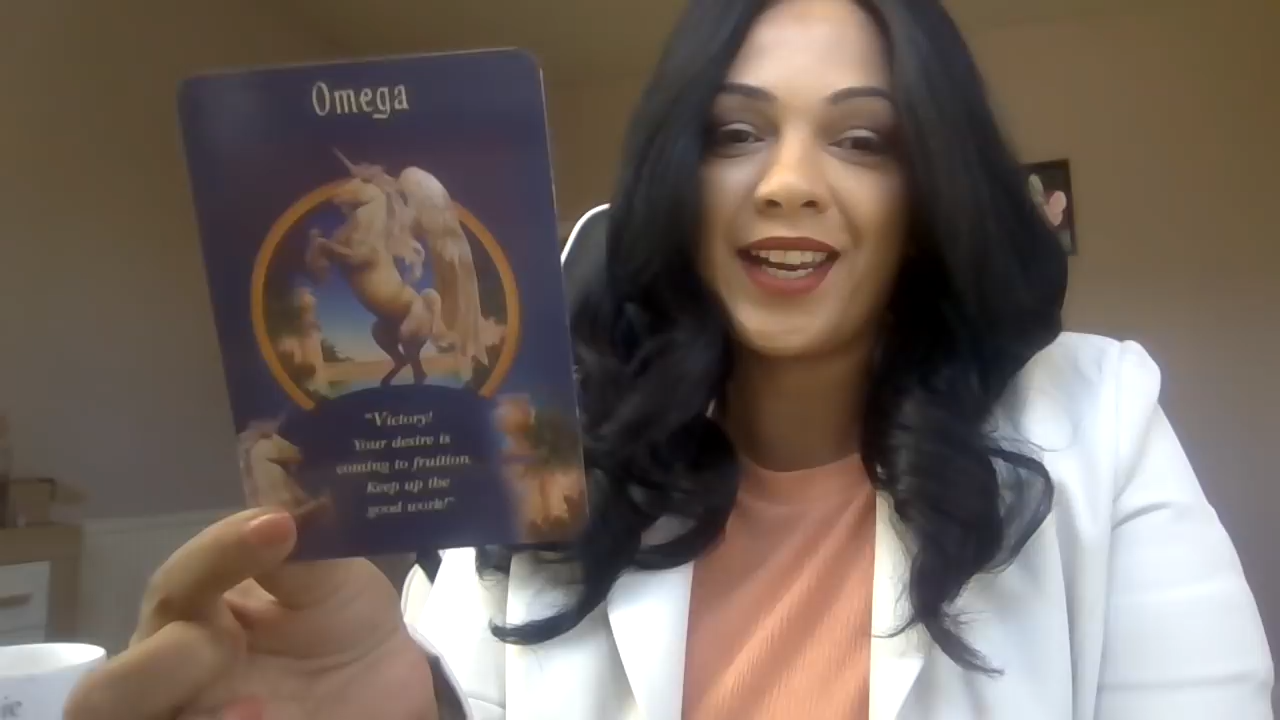 Omega
"Victory!
Your desire is
coming to fruition.
Keep up the
good work!"